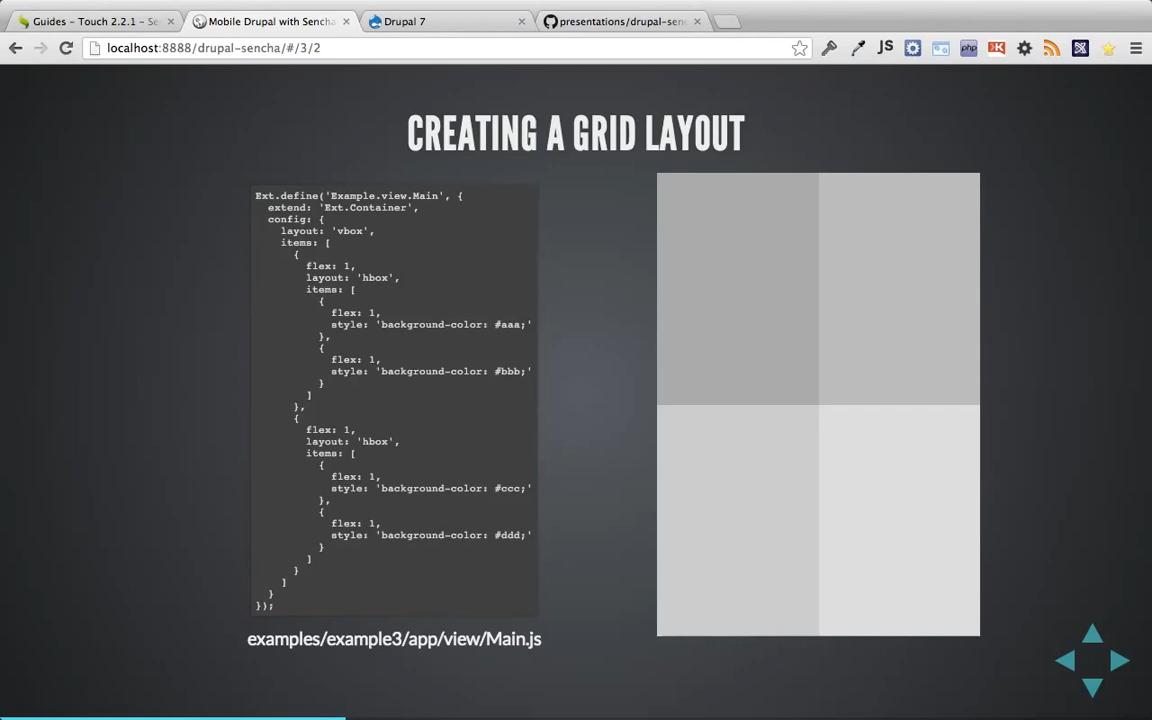 Guides - Touch 2.2.1 - Se
Mobile Drupal with Sencha
Drupal 7
presentations/drupal-senc
localhost:8888/drupal-sencha/#/3/2
JS
php
CREATING A GRID LAYOUT
Ext.define('Example.view.Main', {
extend: 'Ext.Container',
config: {
layout: 'vbox',
items: [
{
flex: 1,
layout: 'hbox',
items: [
{
flex: 1,
style: 'background-color: #aaa;'
},
{
flex: 1,
style: 'background-color: #bbb;'
}
]
},
{
flex: 1,
layout: 'hbox',
items: [
{
flex: 1,
style: 'background-color: #ccc;'
},
{
flex: 1,
style: 'background-color: #ddd;'
}
]
}
]
}
});
examples/example3/app/view/Main.js